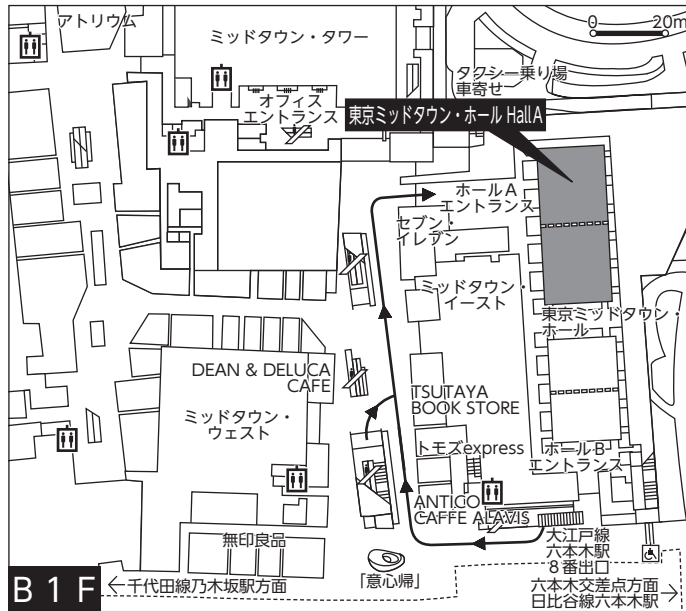 アトリウム
ミッドタウン・タワー
0 20m
タクシー乗り場
車寄せ
オフィス
エントランス
東京ミッドタウン・ホール Hall A
ホールA
エントランス
セブン‐
イレブン
ミッドタウン・
イースト
東京ミッドタウン・
ホール
DEAN & DELUCA
CAFE
TSUTAYA
BOOK STORE
ミッドタウン・
ウェスト
トモズexpress
ホールB
エントランス
ANTICO
CAFFE ALAVIS
無印良品
「意心帰」
大江戸線
六本木駅
8番出口
B1F
←千代田線乃木坂駅方面
六本木交差点方面
日比谷線六本木駅→